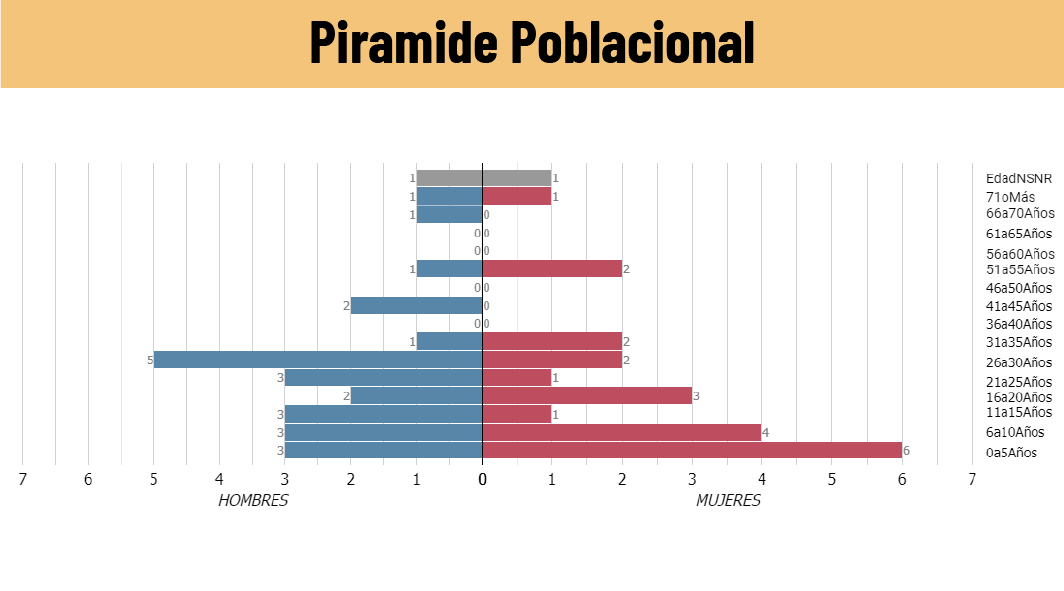 Piramide Poblacional
1 1 EdadNSNR
1 1 71oMás
1 0 66a70Años
0 0 61a65Años
0 0 56a60Años
1 2 51a55Años
0 0 46a50Años
2 0 41a45Años
0 0 36a40Años
1 2 31a35Años
5 2 26a30Años
3 1 21a25Años
2 3 16a20Años
3 1 11a15Años
3 4 6a10Años
3 6 0a5Años
7 6 5 4 3 2 1 0 1 2 3 4 5 6 7
HOMBRES MUJERES